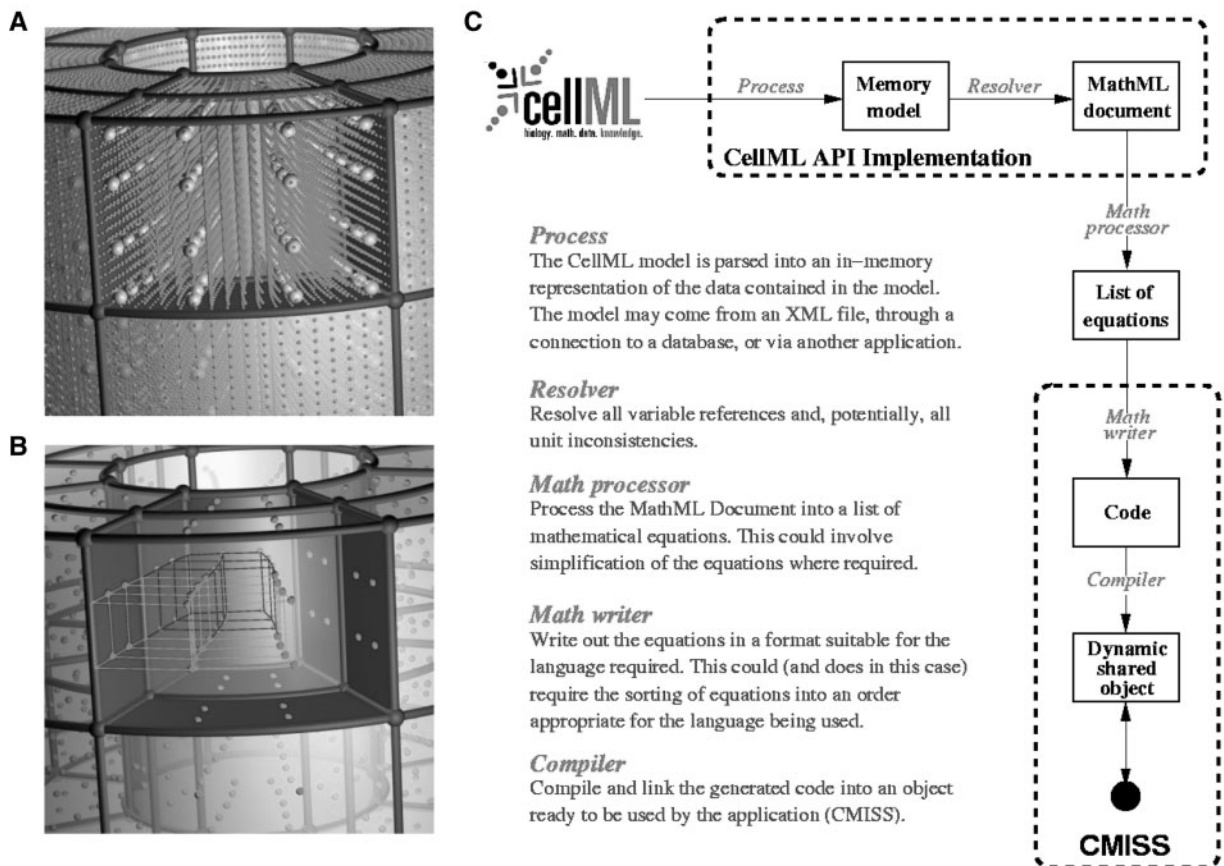 A
B
C
cellML
biology. math. data. knowledge.
Process
Memory
model
Resolver
MathML
document
CellML API Implementation
Math
processor
List of
equations
Math
writer
Code
Compiler
Dynamic
shared
object
CMISS
Process
The CellML model is parsed into an in-memory
representation of the data contained in the model.
The model may come from an XML file, through a
connection to a database, or via another application.
Resolver
Resolve all variable references and, potentially, all
unit inconsistencies.
Math processor
Process the MathML Document into a list of
mathematical equations. This could involve
simplification of the equations where required.
Math writer
Write out the equations in a format suitable for the
language required. This could (and does in this case)
require the sorting of equations into an order
appropriate for the language being used.
Compiler
Compile and link the generated code into an object
ready to be used by the application (CMISS).